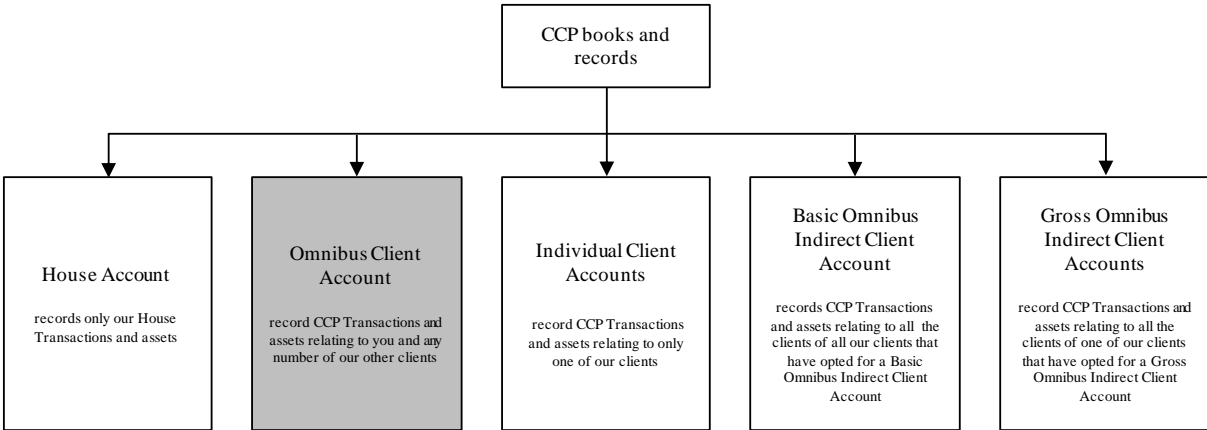 CCP books and
records
House Account
records only our House
Transactions and assets
Omnibus Client
Account
record CCP Transactions and
assets relating to you and any
number of our other clients
Individual Client
Accounts
record CCP Transactions
and assets relating to only
one of our clients
Basic Omnibus
Indirect Client
Account
records CCP Transactions
and assets relating to all the
clients of all our clients that
have opted for a Basic
Omnibus Indirect Client
Account
Gross Omnibus
Indirect Client
Accounts
record CCP Transactions and
assets relating to all the
clients of one of our clients
that have opted for a Gross
Omnibus Indirect Client
Account